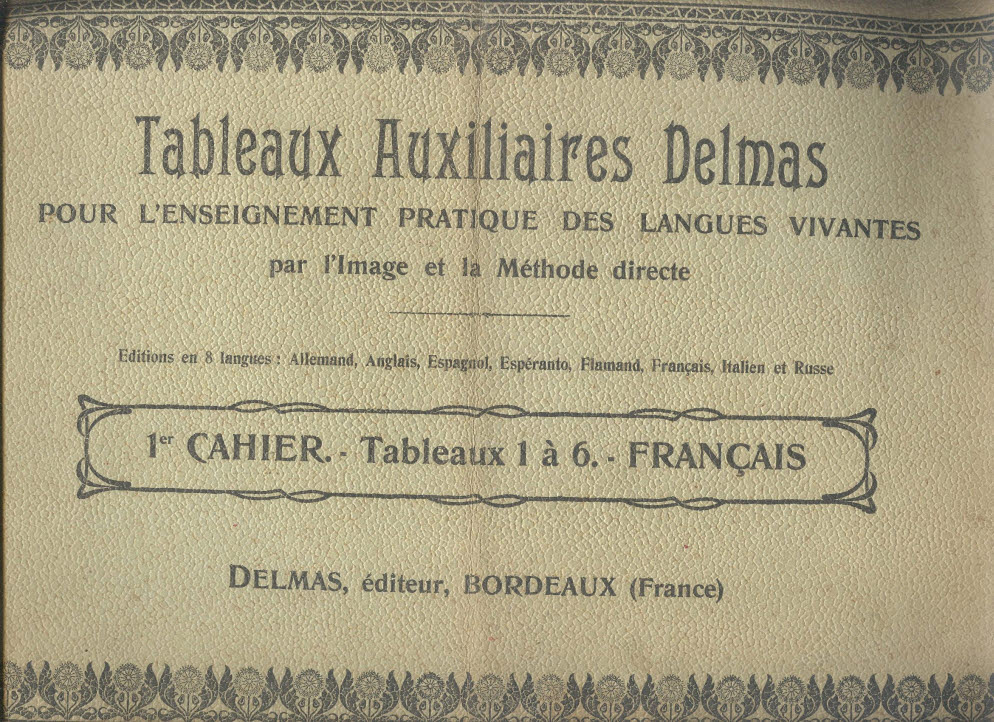 Tableaux Auxiliaires Delmas
POUR L'ENSEIGNEMENT PRATIQUE DES LANGUES VIVANTES
par l'Image et la Méthode directe
Editions en 8 langues : Allemand, Anglais, Espagnol, Espéranto, Flamand, Français, Italien et Russe
1er CAHIER. - Tableaux 1 à 6. - FRANÇAIS
DELMAS, éditeur, BORDEAUX (France)